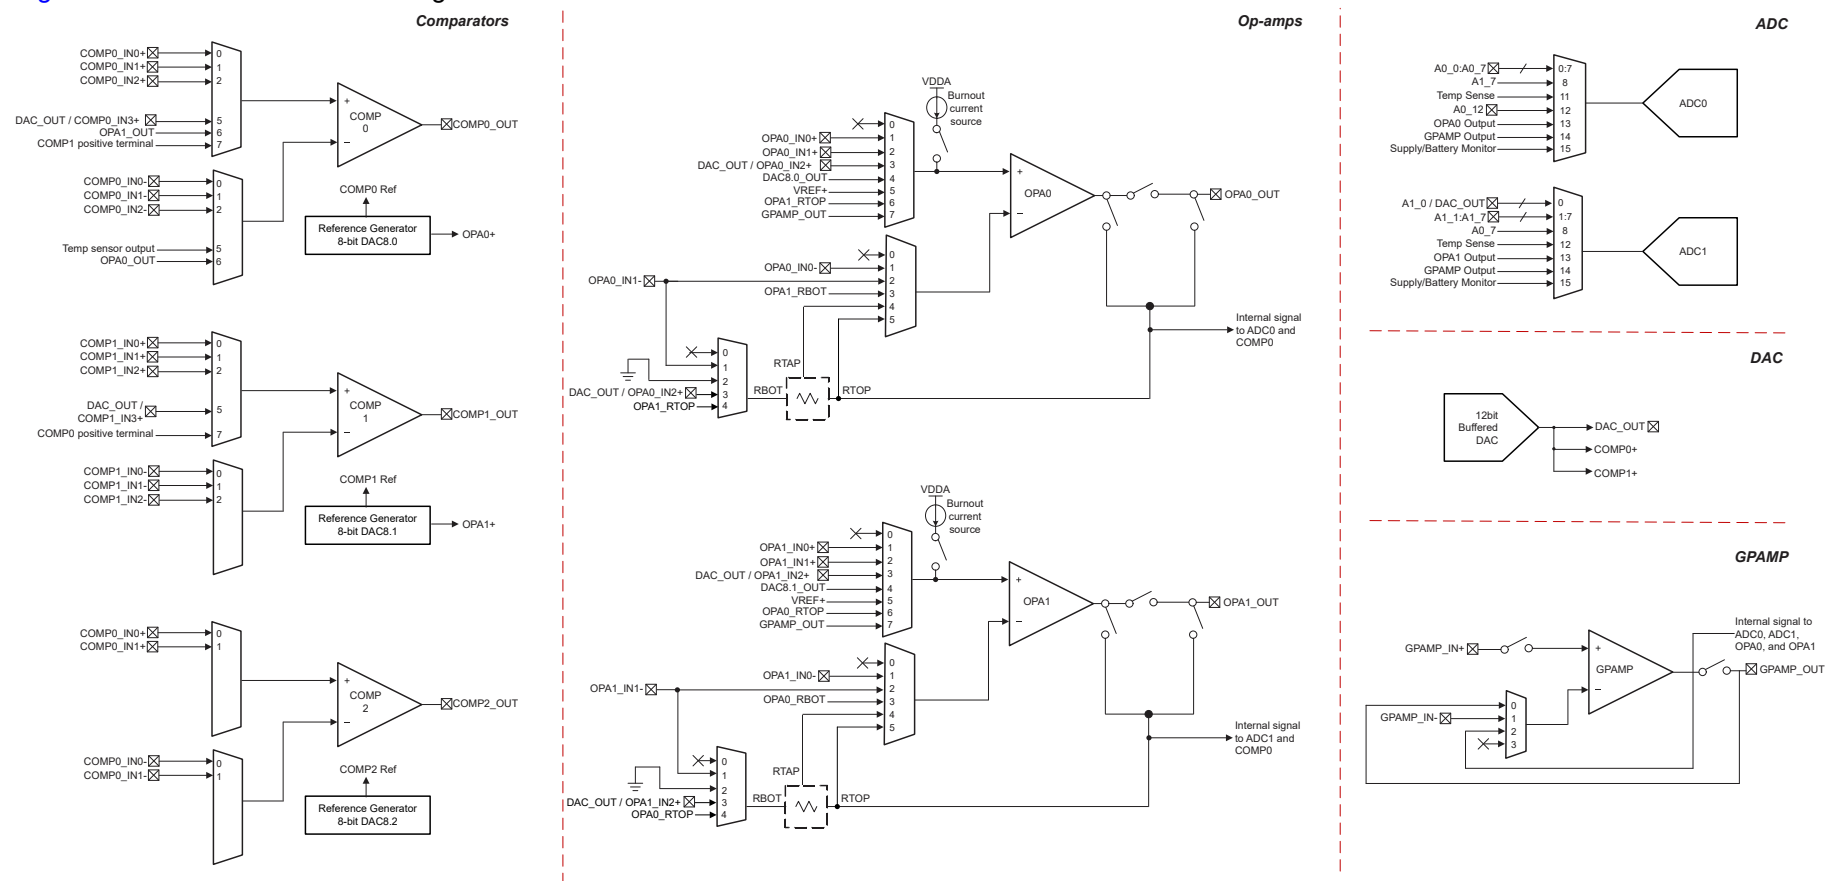 Comparators
COMP0_IN0+
COMP0_IN1+
COMP0_IN2+
DAC_OUT / COMP0_IN3+
OPA1_OUT
COMP1 positive terminal
0
1
2
5
6
7
+
COMP
0
−
COMP0_OUT
COMP0_IN0-
COMP0_IN1-
COMP0_IN2-
Temp sensor output
OPA0_OUT
0
1
2
5
6
COMP0 Ref
Reference Generator
8-bit DAC8.0
OPA0+
COMP1_IN0+
COMP1_IN1+
COMP1_IN2+
DAC_OUT /
COMP1_IN3+
COMP0 positive terminal
0
1
2
5
7
+
COMP
1
−
COMP1_OUT
COMP1_IN0-
COMP1_IN1-
COMP1_IN2-
0
1
2
COMP1 Ref
Reference Generator
8-bit DAC8.1
OPA1+
COMP0_IN0+
COMP0_IN1+
0
1
+
COMP
2
−
COMP2_OUT
COMP0_IN0-
COMP0_IN1-
0
1
COMP2 Ref
Reference Generator
8-bit DAC8.2
Op-amps
VDDA
Burnout
current
source
OPA0_IN0+
OPA0_IN1+
DAC_OUT / OPA0_IN2+
DAC8.0_OUT
VREF+
OPA1_RTOP
GPAMP_OUT
0
1
2
3
4
5
6
7
+
OPA0
−
OPA0_OUT
OPA0_IN0-
OPA0_IN1-
OPA1_RBOT
0
1
2
3
4
5
Internal signal
to ADC0 and
COMP0
DAC_OUT / OPA0_IN2+
OPA1_RTOP
0
1
2
3
4
RBOT
RTAP
RTOP
VDDA
Burnout
current
source
OPA1_IN0+
OPA1_IN1+
DAC_OUT / OPA1_IN2+
DAC8.1_OUT
VREF+
OPA0_RTOP
GPAMP_OUT
0
1
2
3
4
5
6
7
+
OPA1
−
OPA1_OUT
OPA1_IN0-
OPA1_IN1-
OPA0_RBOT
0
1
2
3
4
5
Internal signal
to ADC1 and
COMP0
DAC_OUT / OPA1_IN2+
OPA0_RTOP
0
1
2
3
4
RBOT
RTAP
RTOP
ADC
A0_0:A0_7
A1_7
Temp Sense
A0_12
OPA0 Output
GPAMP Output
Supply/Battery Monitor
0:7
8
11
12
13
14
15
ADC0
A1_0 / DAC_OUT
A1_1:A1_7
A0_7
Temp Sense
OPA1 Output
GPAMP Output
Supply/Battery Monitor
0
1:7
8
12
13
14
15
ADC1
DAC
12bit
Buffered
DAC
DAC_OUT
COMP0+
COMP1+
GPAMP
Internal signal to
ADC0, ADC1,
OPA0, and OPA1
GPAMP_IN+
+
GPAMP
−
GPAMP_OUT
GPAMP_IN-
0
1
2
3